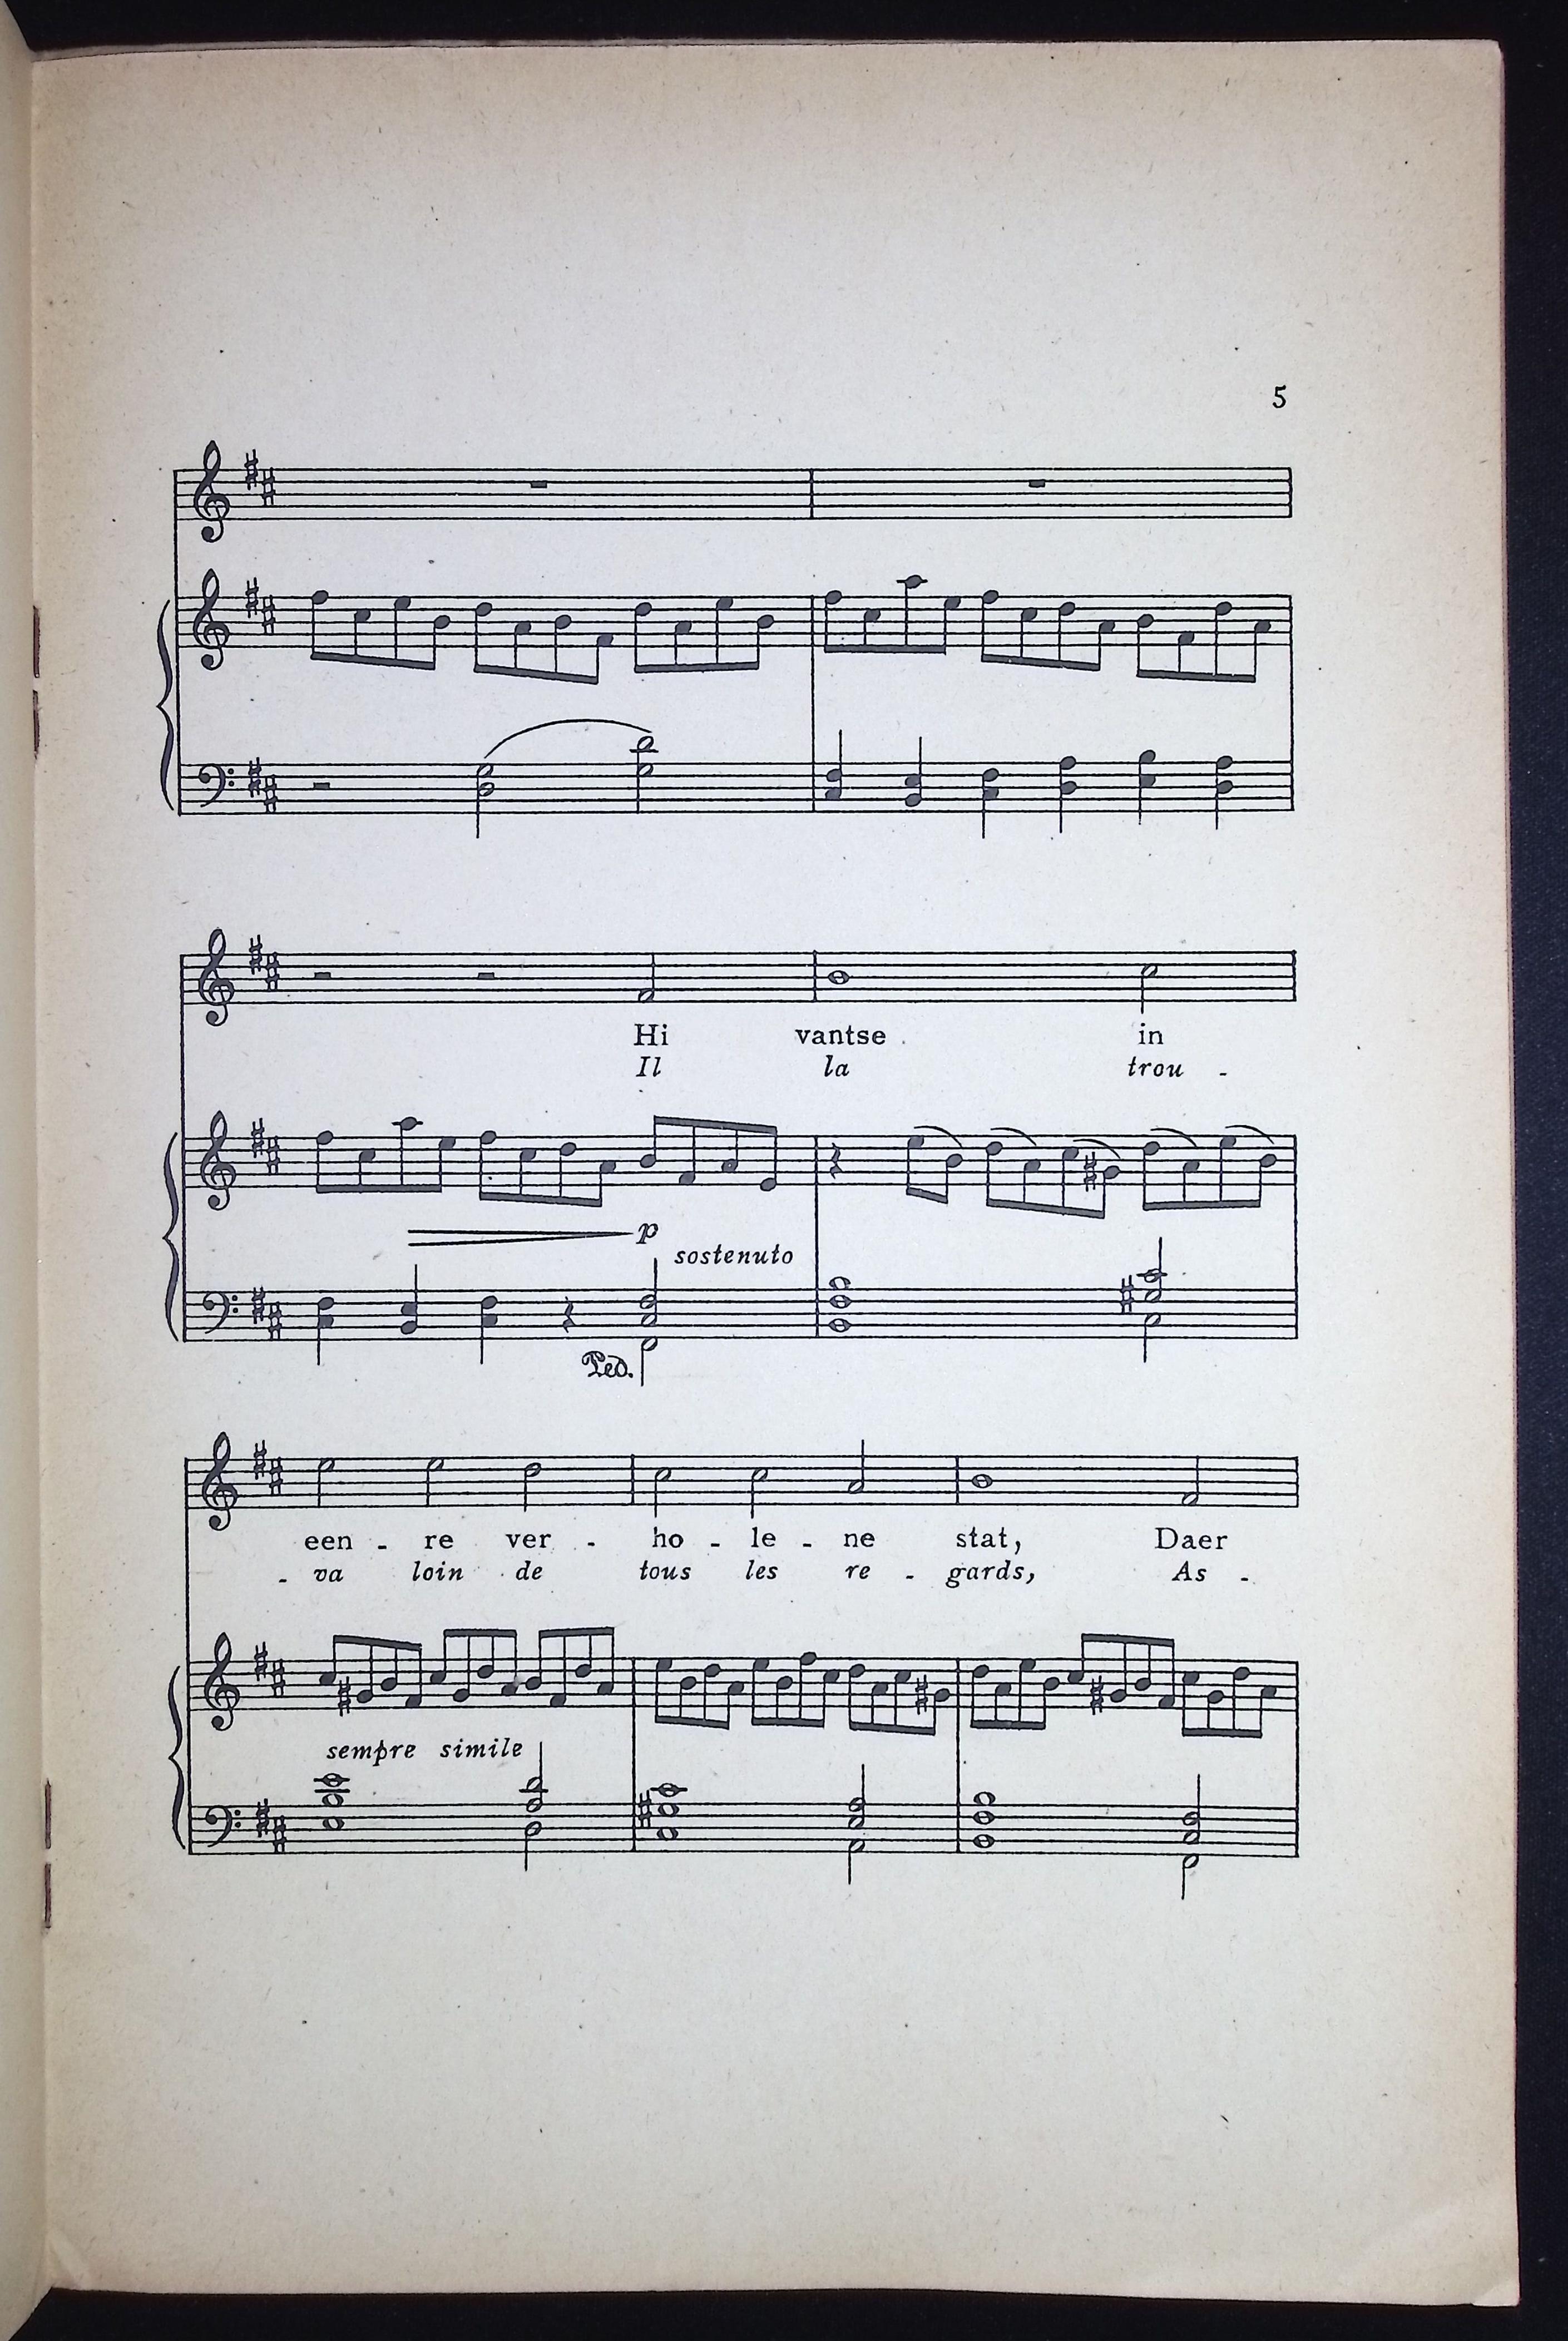 5
Hi vantse in
Il la trou -
p
sostenuto
Ped.
een - re ver - ho - le - ne stat, Daer
- va loin de tous les re - gards, As -
sempre simile